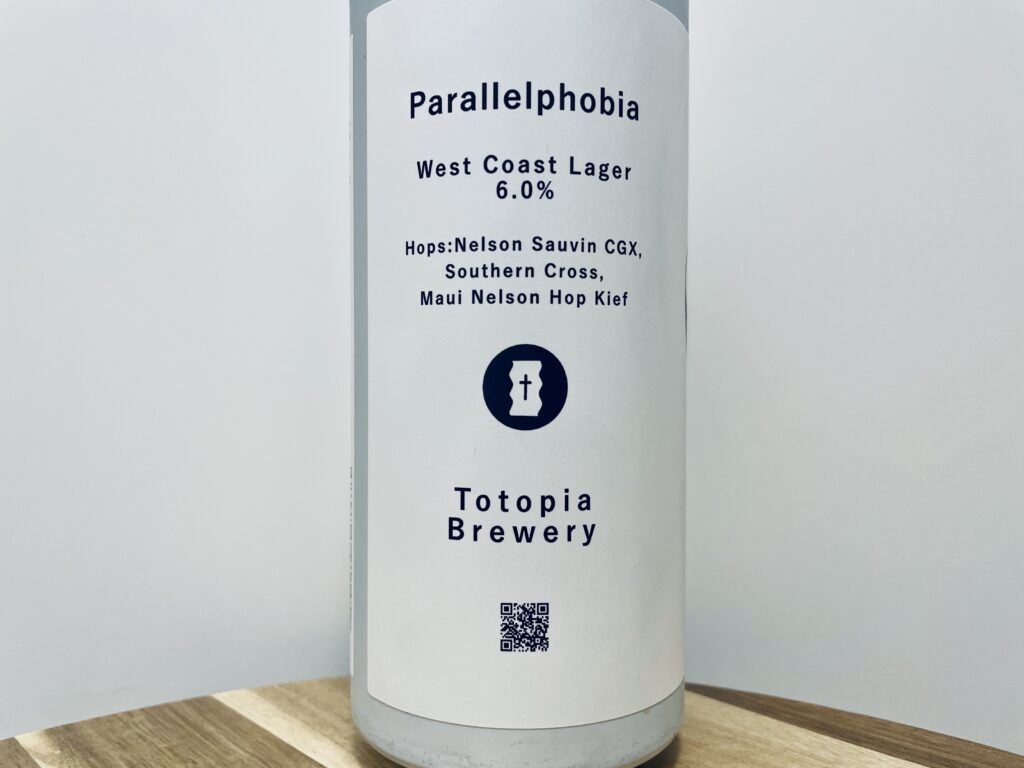 Parallelphobia
West Coast Lager
6.0%
Hops:Nelson Sauvin CGX,
Southern Cross,
Maui Nelson Hop Kief
Totopia
Brewery